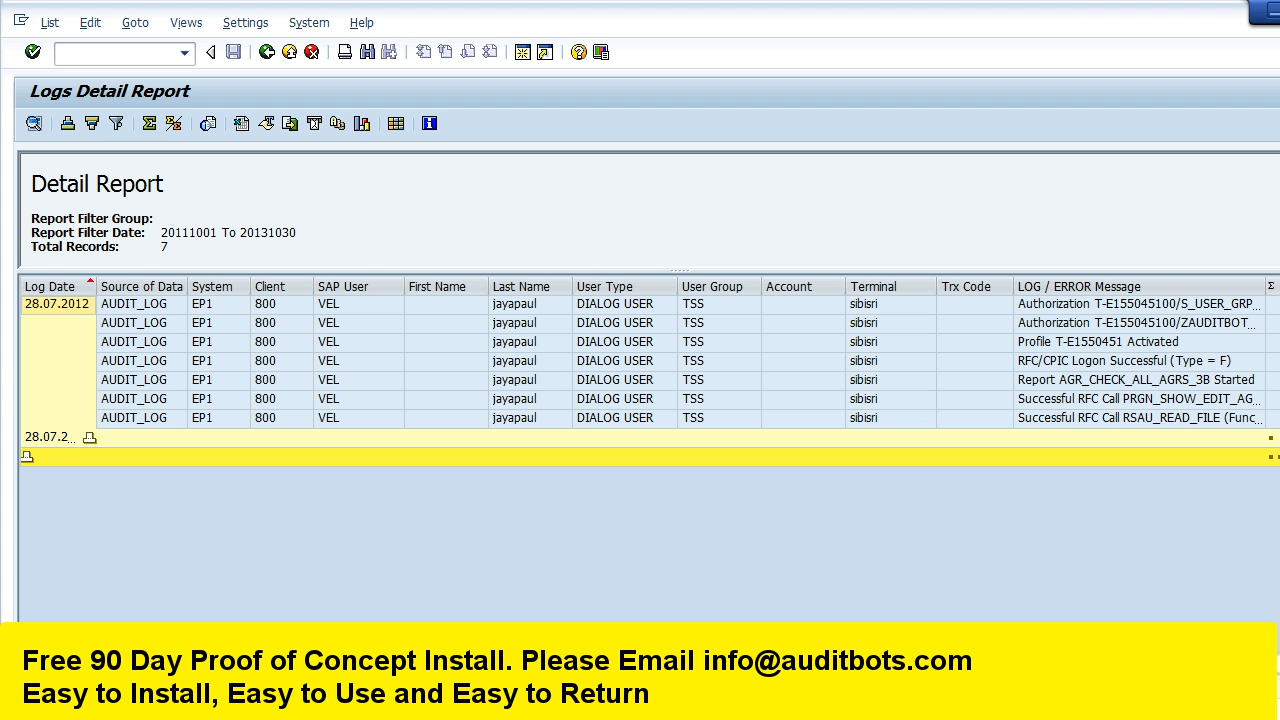 List Edit Goto Views Settings System Help
Logs Detail Report
Detail Report
Report Filter Group:
Report Filter Date: 20111001 To 20131030
Total Records: 7
Log Date Source of Data System Client SAP User First Name Last Name User Type User Group Account Terminal Trx Code LOG / ERROR Message Σ
28.07.2012 AUDIT_LOG EP1 800 VEL jayapaul DIALOG USER TSS sibisri Authorization T-E155045100/S_USER_GRP...
AUDIT_LOG EP1 800 VEL jayapaul DIALOG USER TSS sibisri Authorization T-E155045100/ZAUDITBOT...
AUDIT_LOG EP1 800 VEL jayapaul DIALOG USER TSS sibisri Profile T-E1550451 Activated
AUDIT_LOG EP1 800 VEL jayapaul DIALOG USER TSS sibisri RFC/CPIC Logon Successful (Type = F)
AUDIT_LOG EP1 800 VEL jayapaul DIALOG USER TSS sibisri Report AGR_CHECK_ALL_AGRS_3B Started
AUDIT_LOG EP1 800 VEL jayapaul DIALOG USER TSS sibisri Successful RFC Call PRGN_SHOW_EDIT_AG...
AUDIT_LOG EP1 800 VEL jayapaul DIALOG USER TSS sibisri Successful RFC Call RSAU_READ_FILE (Func...
28.07.2...
Free 90 Day Proof of Concept Install. Please Email info@auditbots.com
Easy to Install, Easy to Use and Easy to Return